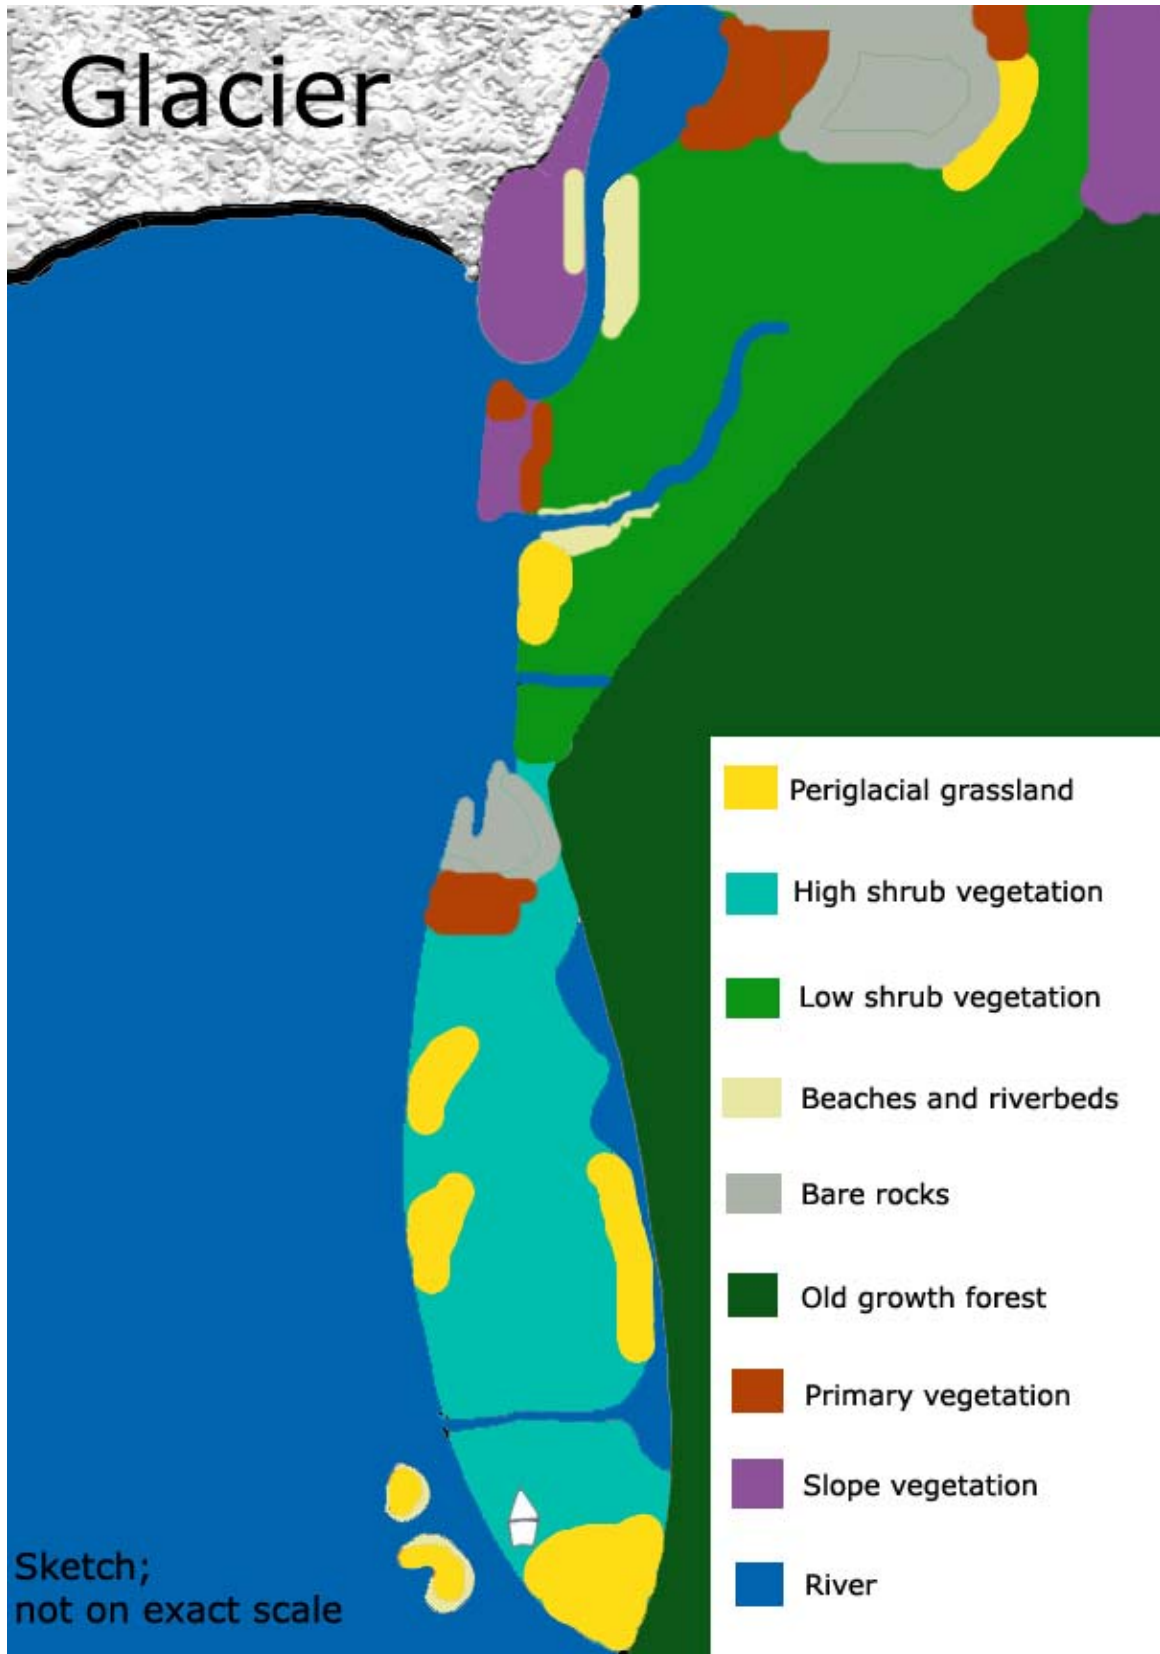 Glacier
Periglacial grassland
High shrub vegetation
Low shrub vegetation
Beaches and riverbeds
Bare rocks
Old growth forest
Primary vegetation
Slope vegetation
River
Sketch;
not on exact scale